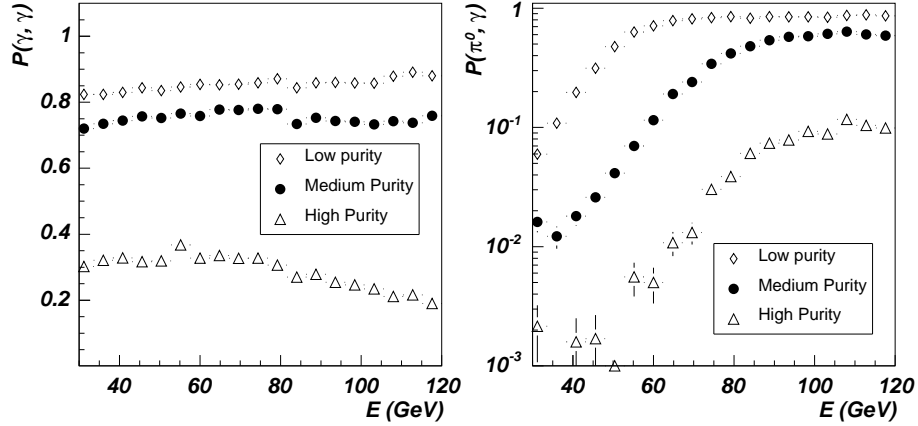 P(γ, γ)
1
0.8
0.6
0.4
0.2
40 60 80 100 120
E (GeV)
Low purity
Medium Purity
High Purity
P(π⁰, γ)
1
10⁻¹
10⁻²
10⁻³
40 60 80 100 120
E (GeV)
Low purity
Medium Purity
High Purity